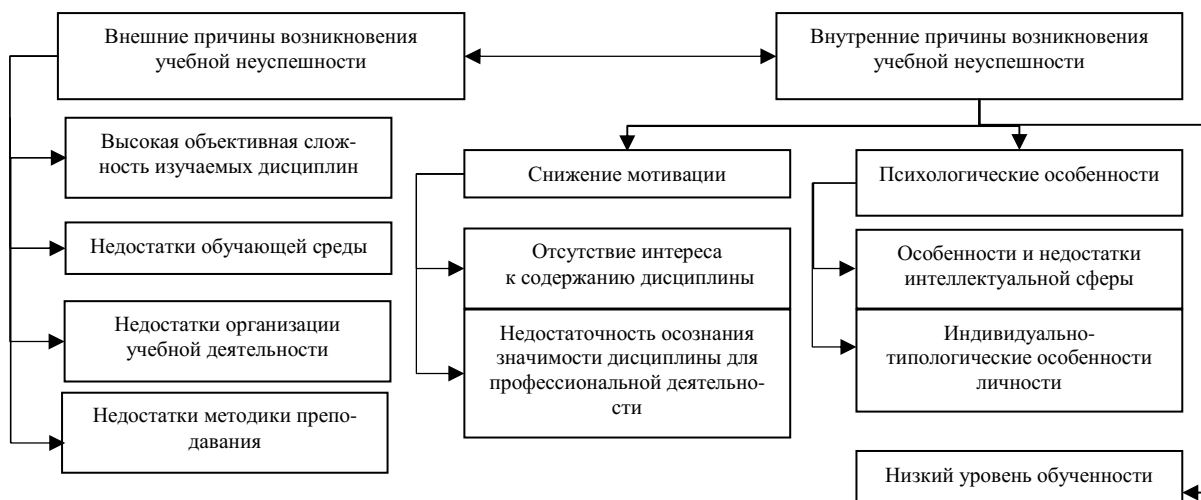 Внешние причины возникновения
учебной неуспешности
Внутренние причины возникновения
учебной неуспешности
Высокая объективная слож-
ность изучаемых дисциплин
Недостатки обучающей среды
Недостатки организации
учебной деятельности
Недостатки методики препо-
давания
Снижение мотивации
Отсутствие интереса
к содержанию дисциплины
Недостаточность осознания
значимости дисциплины для
профессиональной деятельно-
сти
Психологические особенности
Особенности и недостатки
интеллектуальной сферы
Индивидуально-
типологические особенности
личности
Низкий уровень обученности